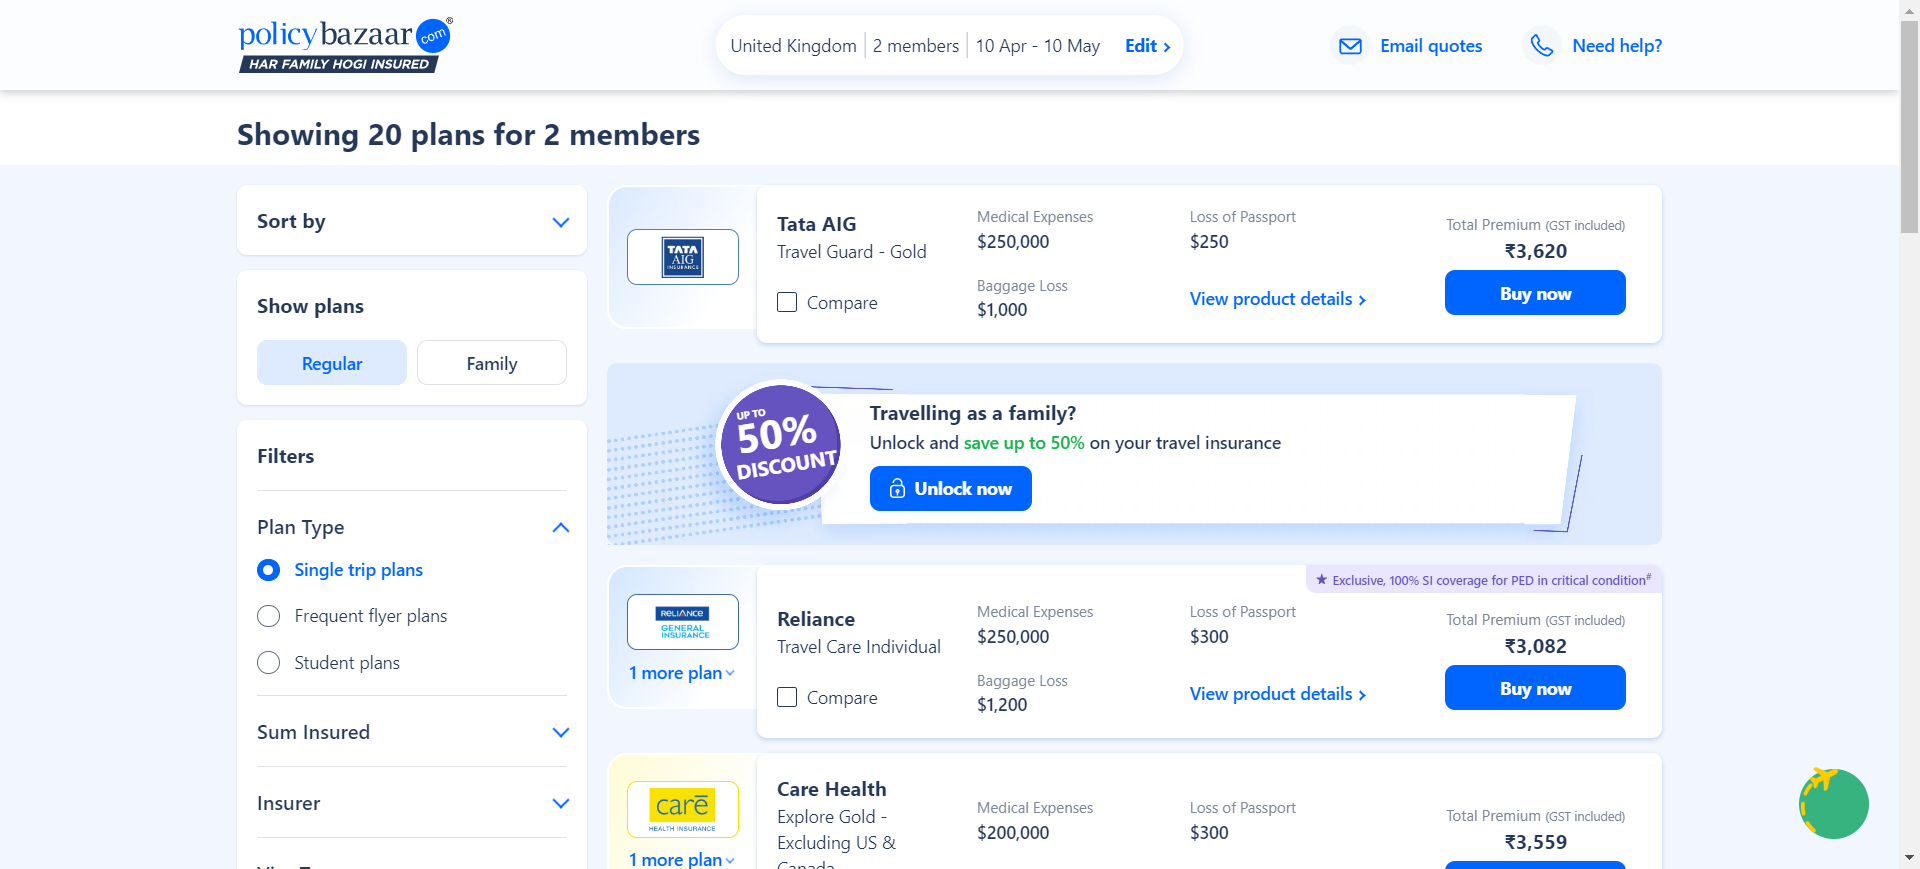 policybazaar.com®
HAR FAMILY HOGI INSURED
United Kingdom
2 members
10 Apr - 10 May
Edit
Email quotes
Need help?
Showing 20 plans for 2 members
Sort by
Show plans
Regular
Family
Filters
Plan Type
Single trip plans
Frequent flyer plans
Student plans
Sum Insured
Insurer
TATA
AIG
INSURANCE
Tata AIG
Travel Guard - Gold
Compare
Medical Expenses
$250,000
Baggage Loss
$1,000
Loss of Passport
$250
View product details
Total Premium (GST included)
₹3,620
Buy now
UP TO
50%
DISCOUNT
Travelling as a family?
Unlock and save up to 50% on your travel insurance
Unlock now
RELIANCE
GENERAL
INSURANCE
1 more plan
Exclusive, 100% SI coverage for PED in critical condition#
Reliance
Travel Care Individual
Compare
Medical Expenses
$250,000
Baggage Loss
$1,200
Loss of Passport
$300
View product details
Total Premium (GST included)
₹3,082
Buy now
carē
HEALTH INSURANCE
1 more plan
Care Health
Explore Gold -
Excluding US &
Canada
Medical Expenses
$200,000
Loss of Passport
$300
Total Premium (GST included)
₹3,559